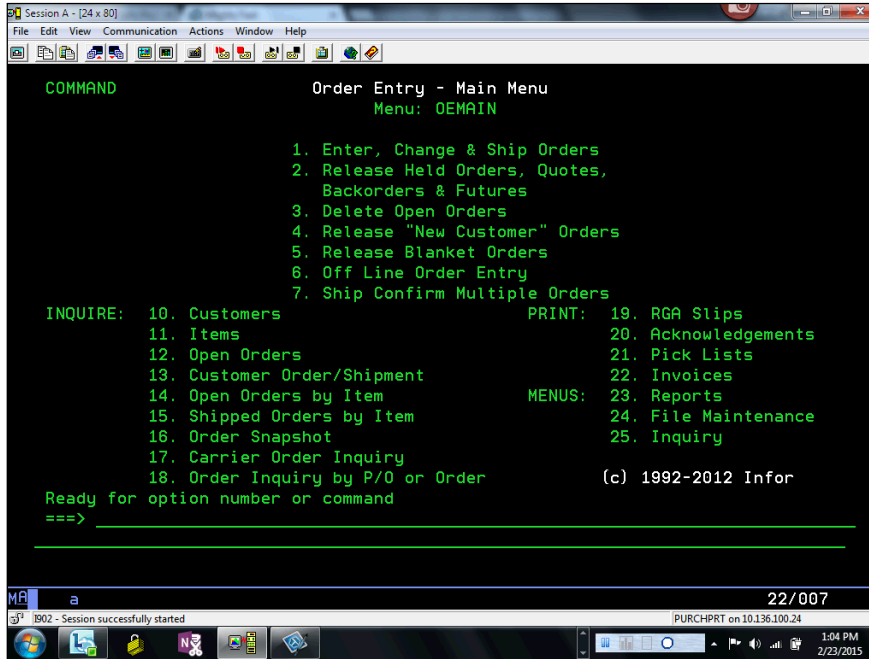 Session A - [24 x 80]
File Edit View Communication Actions Window Help
COMMAND Order Entry - Main Menu
Menu: OEMAIN
1. Enter, Change & Ship Orders
2. Release Held Orders, Quotes,
Backorders & Futures
3. Delete Open Orders
4. Release "New Customer" Orders
5. Release Blanket Orders
6. Off Line Order Entry
7. Ship Confirm Multiple Orders
INQUIRE: 10. Customers PRINT: 19. RGA Slips
11. Items 20. Acknowledgements
12. Open Orders 21. Pick Lists
13. Customer Order/Shipment 22. Invoices
14. Open Orders by Item MENUS: 23. Reports
15. Shipped Orders by Item 24. File Maintenance
16. Order Snapshot 25. Inquiry
17. Carrier Order Inquiry
18. Order Inquiry by P/O or Order (c) 1992-2012 Infor
Ready for option number or command
===>
MA a 22/007
I902 - Session successfully started PURCHPRT on 10.136.100.24
1:04 PM
2/23/2015